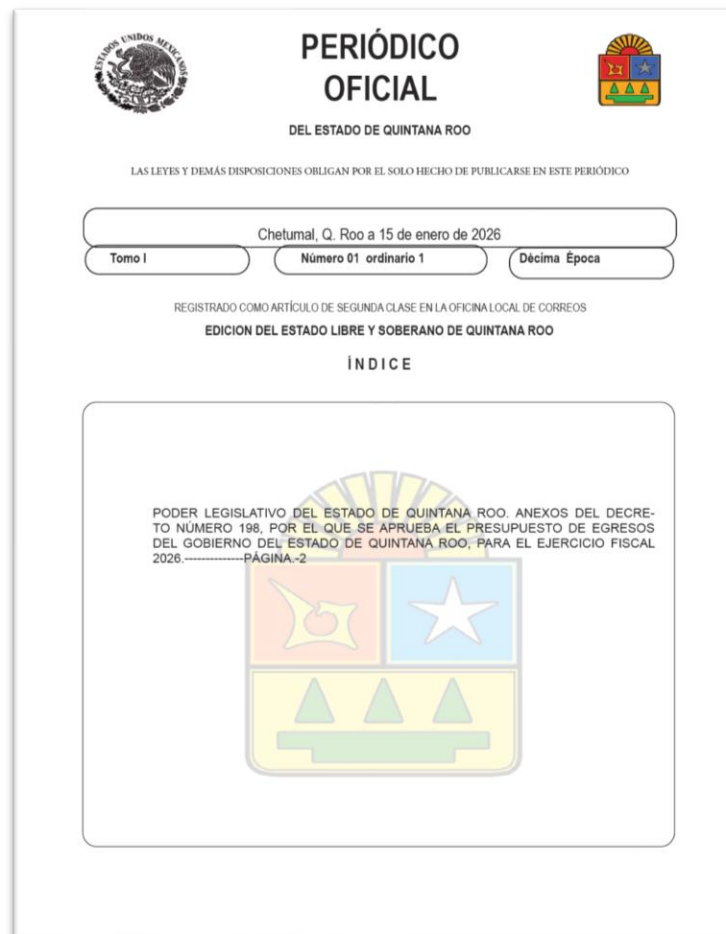 ESTADOS UNIDOS MEXICANOS
PERIÓDICO
OFICIAL
DEL ESTADO DE QUINTANA ROO
LAS LEYES Y DEMÁS DISPOSICIONES OBLIGAN POR EL SOLO HECHO DE PUBLICARSE EN ESTE PERIÓDICO
Chetumal, Q. Roo a 15 de enero de 2026
Tomo I Número 01 ordinario 1 Décima Época
REGISTRADO COMO ARTÍCULO DE SEGUNDA CLASE EN LA OFICINA LOCAL DE CORREOS
EDICION DEL ESTADO LIBRE Y SOBERANO DE QUINTANA ROO
ÍNDICE
PODER LEGISLATIVO DEL ESTADO DE QUINTANA ROO. ANEXOS DEL DECRE-
TO NÚMERO 198, POR EL QUE SE APRUEBA EL PRESUPUESTO DE EGRESOS
DEL GOBIERNO DEL ESTADO DE QUINTANA ROO, PARA EL EJERCICIO FISCAL
2026.--------------PÁGINA.-2